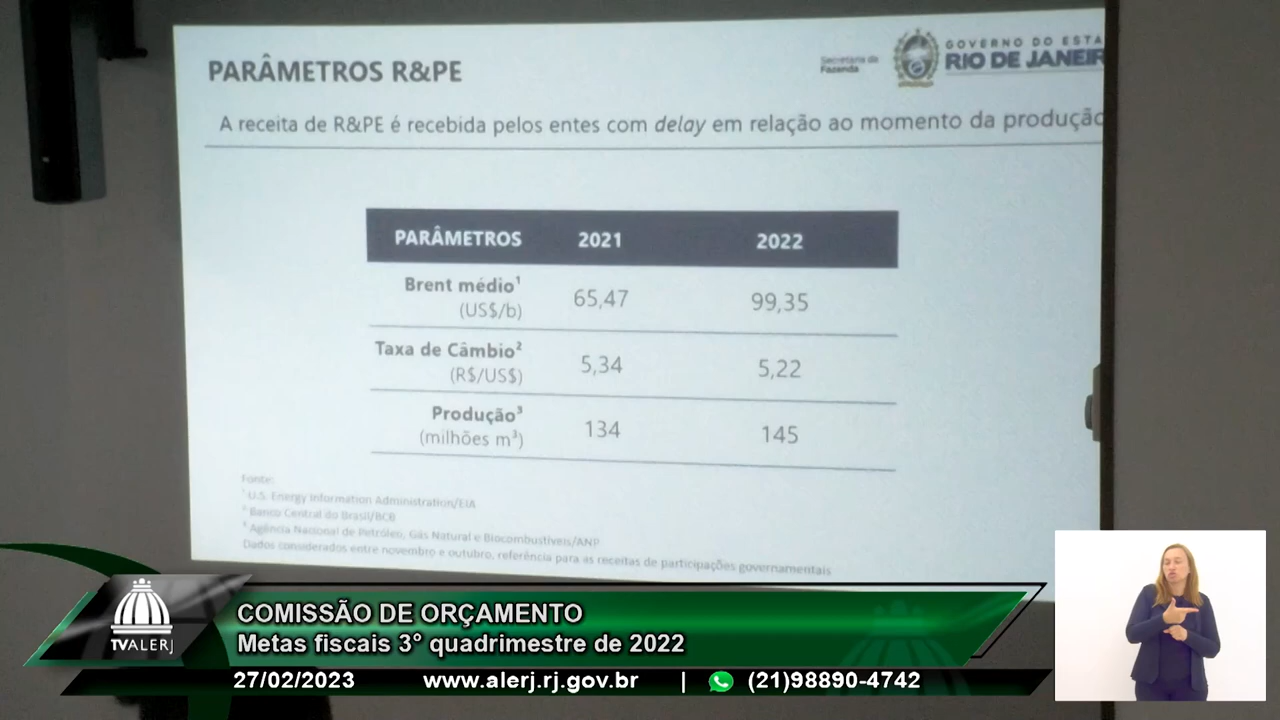 PARÂMETROS R&PE
Secretaria de
Fazenda
GOVERNO DO ESTA
RIO DE JANEIR
A receita de R&PE é recebida pelos entes com delay em relação ao momento da produção
PARÂMETROS 2021 2022
Brent médio¹
(US$/b) 65,47 99,35
Taxa de Câmbio²
(R$/US$) 5,34 5,22
Produção³
(milhões m³) 134 145
Fonte:
¹ U.S. Energy Information Administration/EIA
² Banco Central do Brasil/BCB
³ Agência Nacional de Petróleo, Gás Natural e Biocombustíveis/ANP
Dados considerados entre novembro e outubro, referência para as receitas de participações governamentais
COMISSÃO DE ORÇAMENTO
Metas fiscais 3° quadrimestre de 2022
TVALERJ
27/02/2023 www.alerj.rj.gov.br | (21)98890-4742